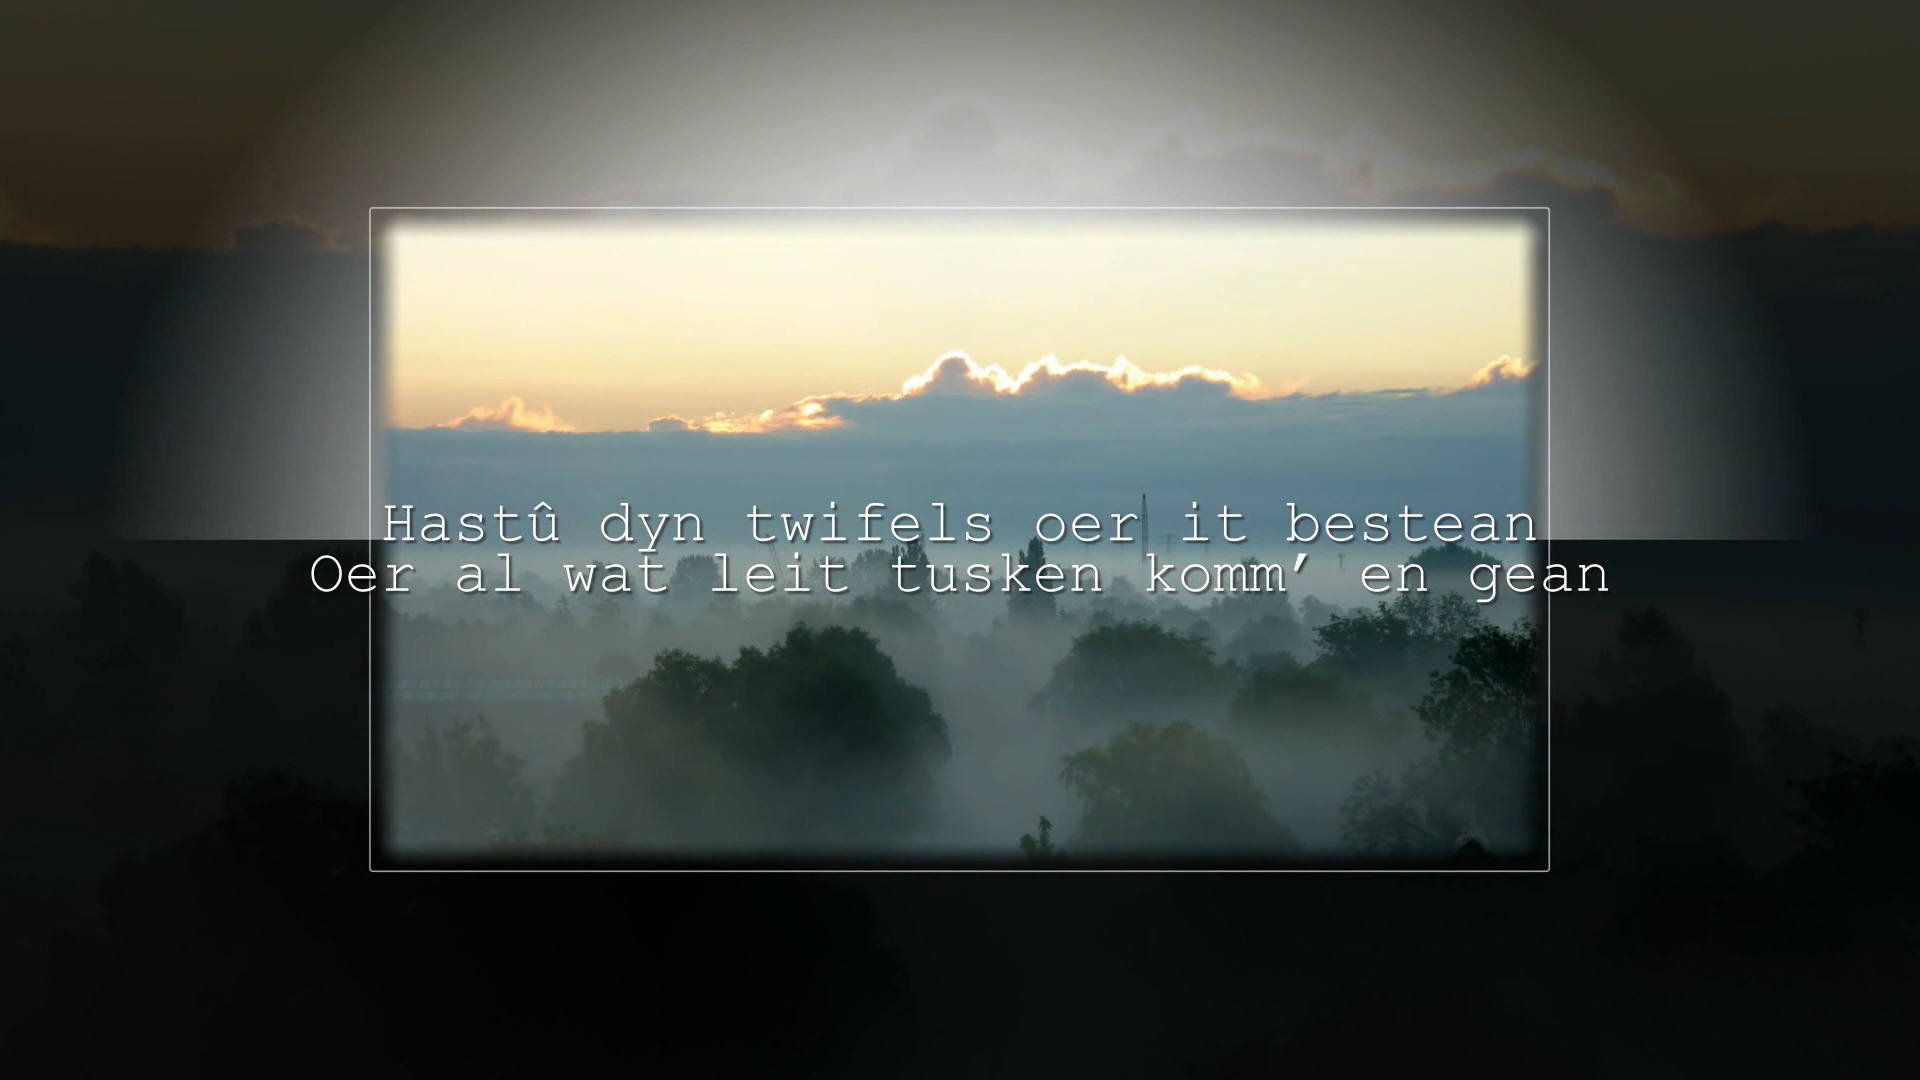 Hastû dyn twifels oer it bestean
Oer al wat leit tusken komm’ en gean